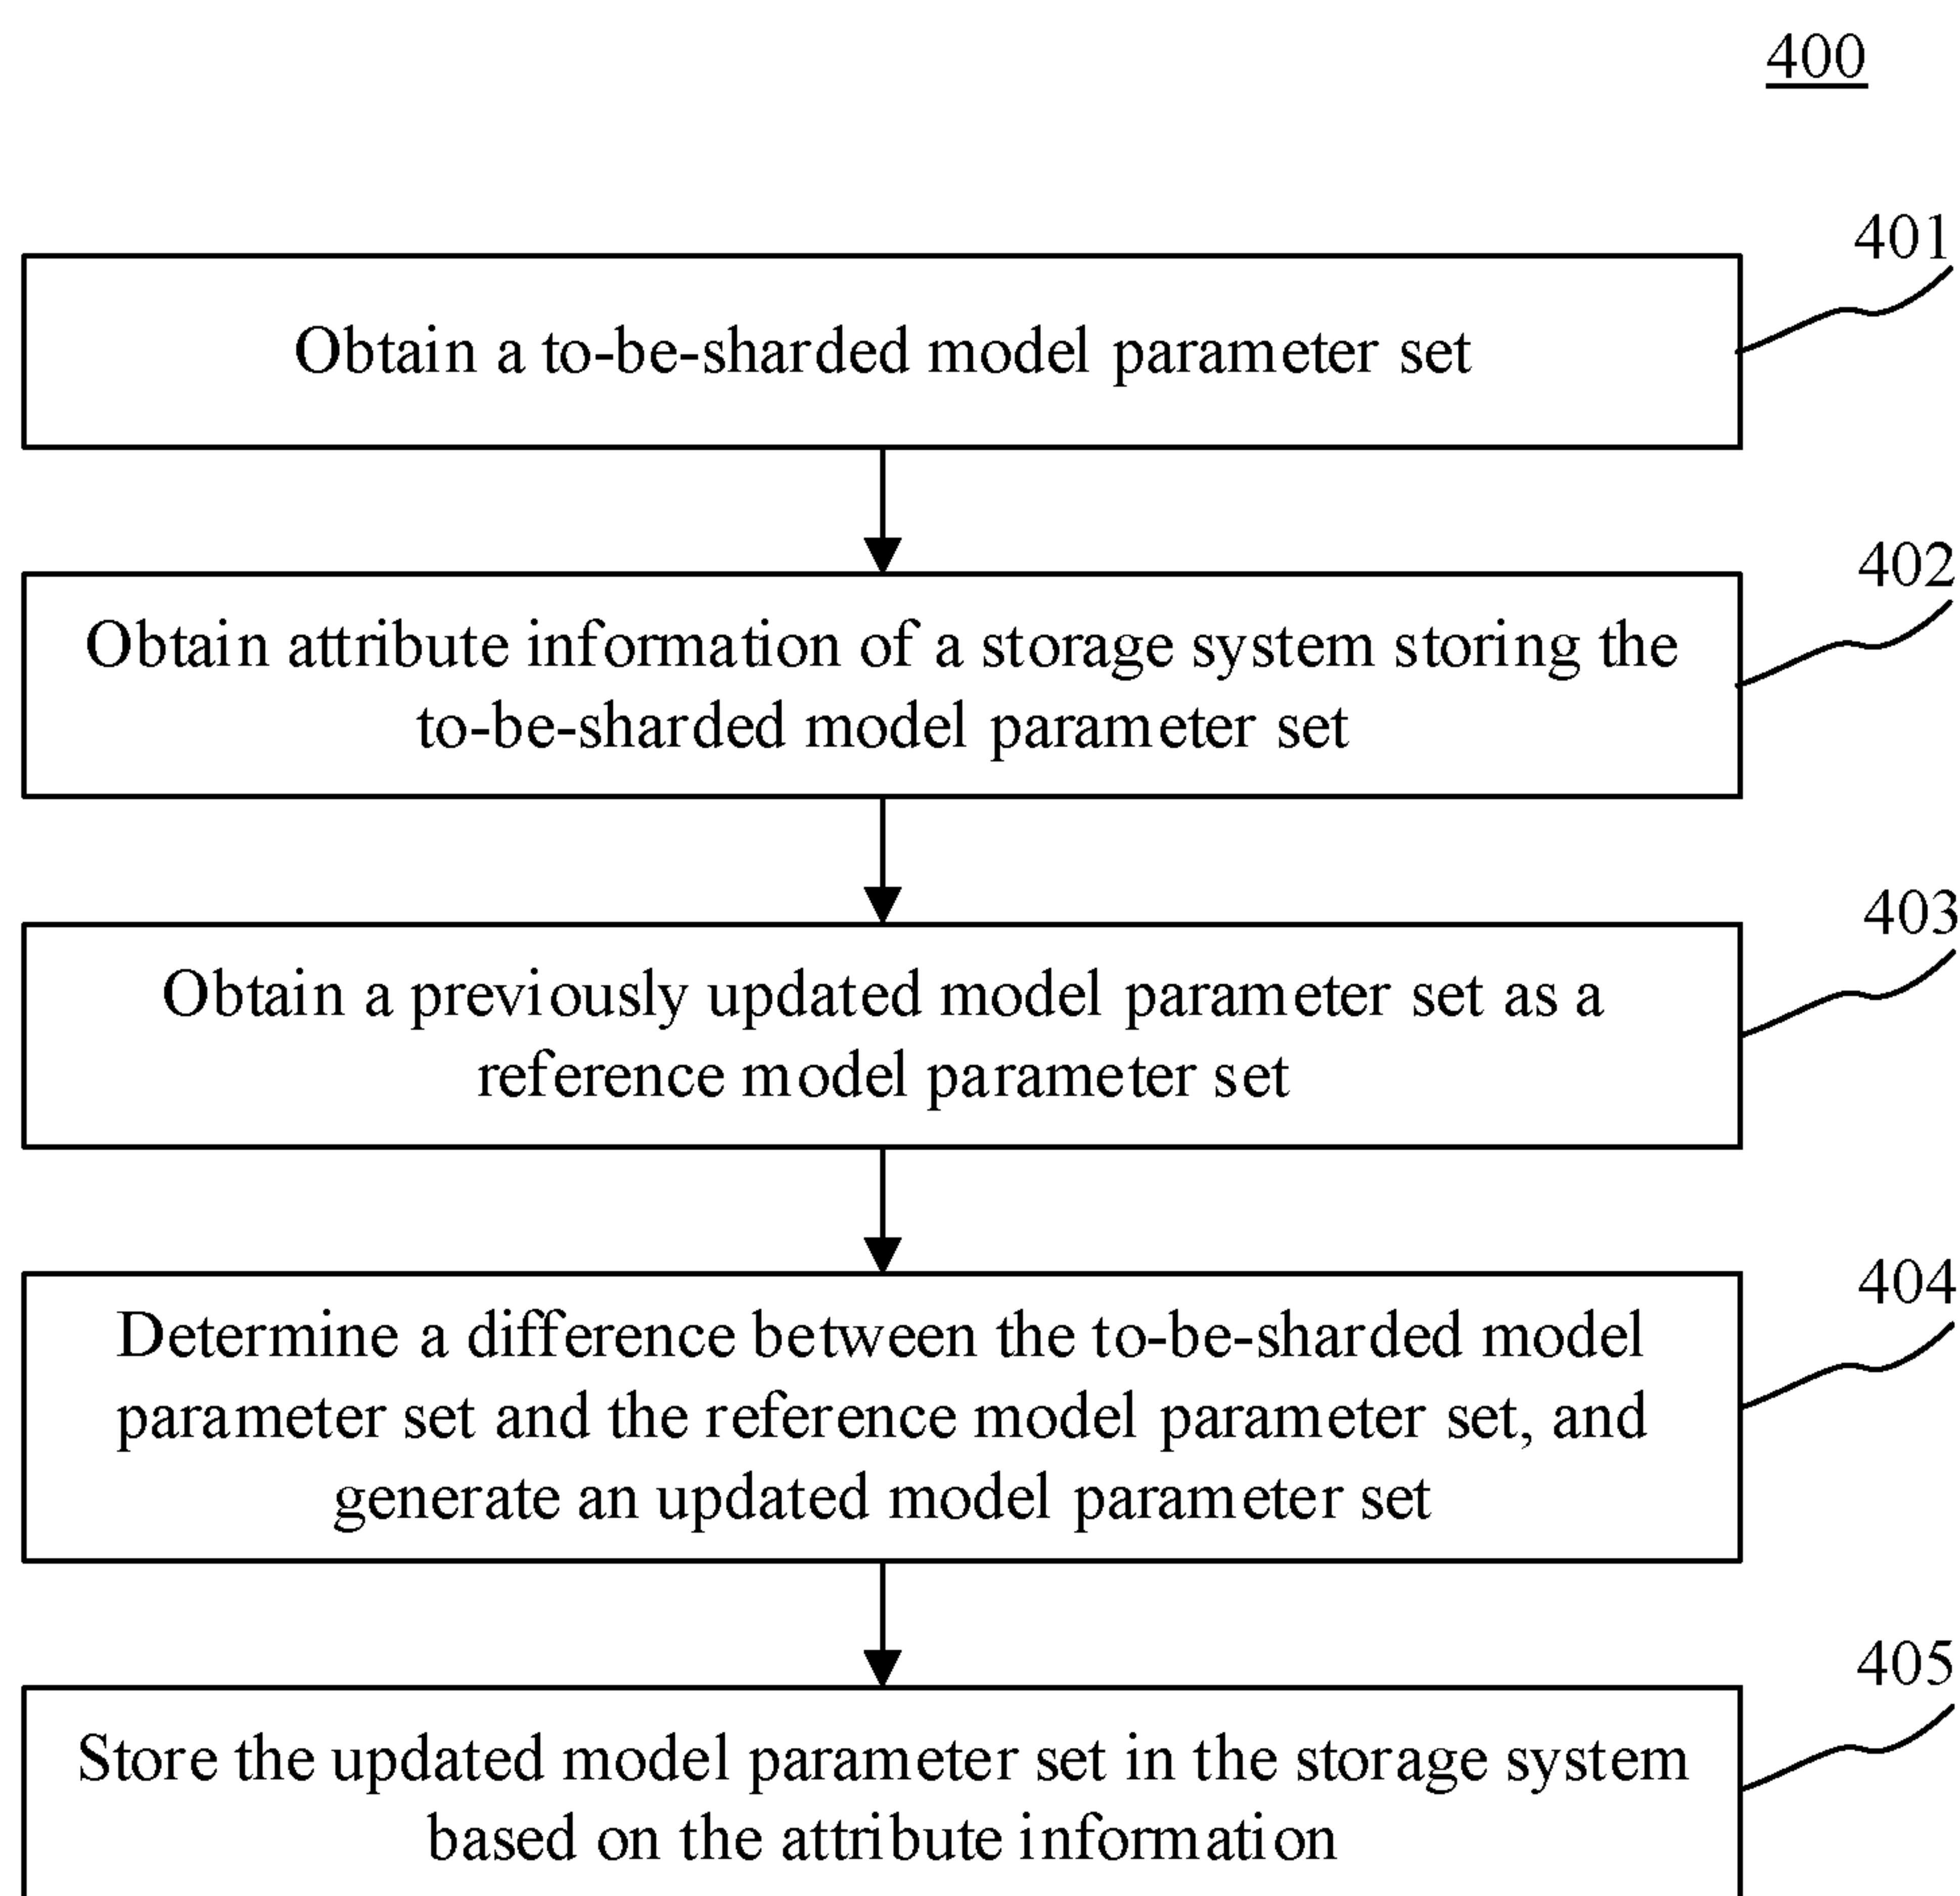 400
401
Obtain a to-be-sharded model parameter set
402
Obtain attribute information of a storage system storing the
to-be-sharded model parameter set
403
Obtain a previously updated model parameter set as a
reference model parameter set
404
Determine a difference between the to-be-sharded model
parameter set and the reference model parameter set, and
generate an updated model parameter set
405
Store the updated model parameter set in the storage system
based on the attribute information